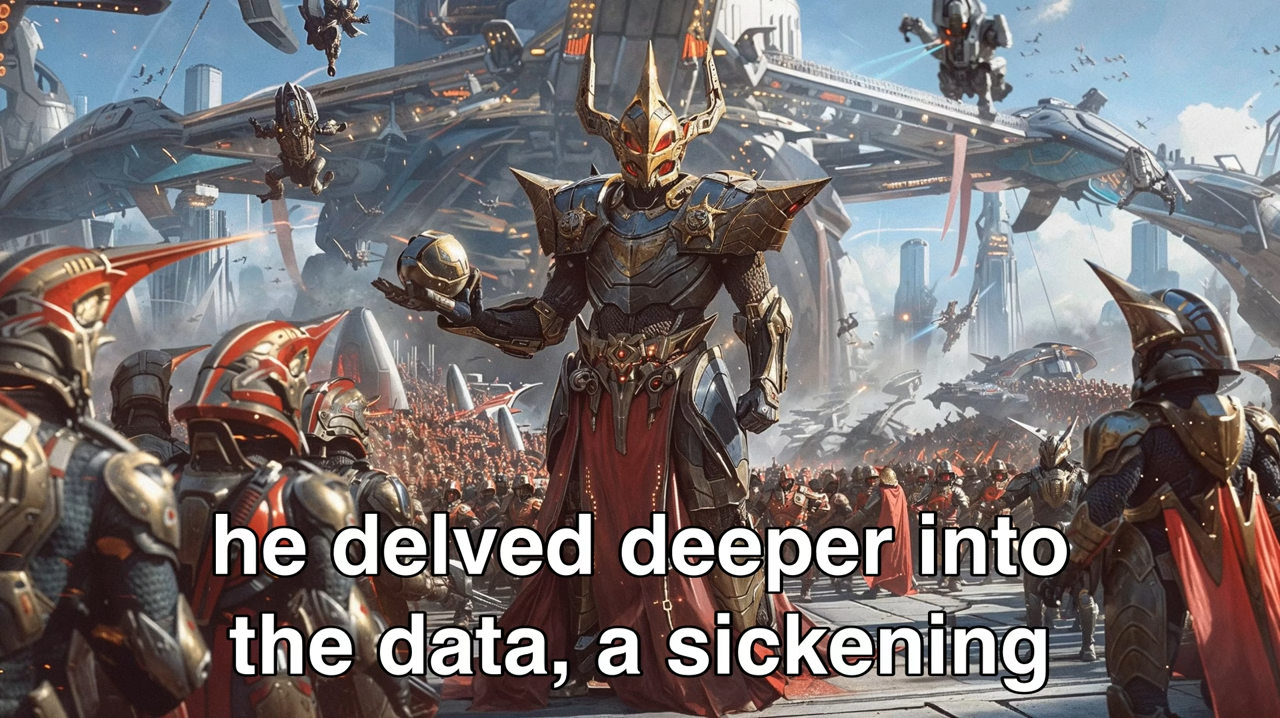 he delved deeper into
the data, a sickening